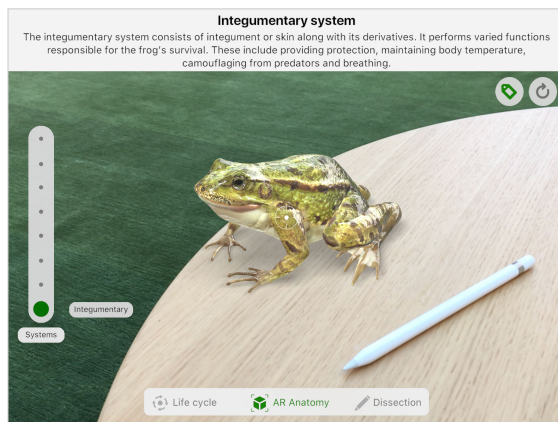 Integumentary system
The integumentary system consists of integument or skin along with its derivatives. It performs varied functions
responsible for the frog's survival. These include providing protection, maintaining body temperature,
camouflaging from predators and breathing.
Integumentary
Systems
Life cycle
AR Anatomy
Dissection